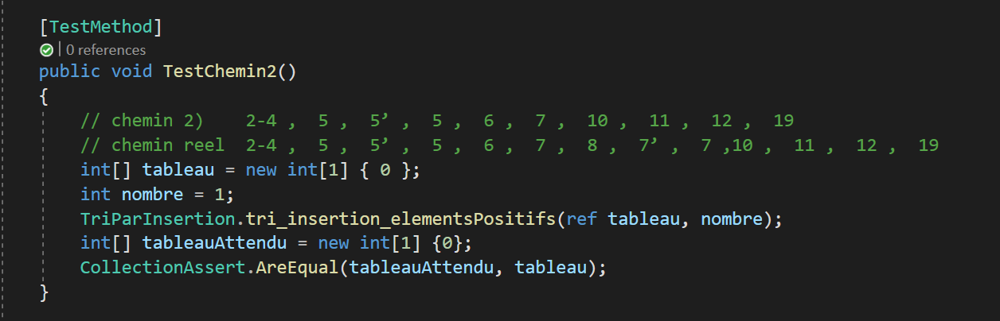 [TestMethod]
0 references
public void TestChemin2()
{
// chemin 2)    2-4 ,  5 ,  5’ ,  5 ,  6 ,  7 ,  10 ,  11 ,  12 ,  19
// chemin reel  2-4 ,  5 ,  5’ ,  5 ,  6 ,  7 ,  8 ,  7’ ,  7 ,10 ,  11 ,  12 ,  19
int[] tableau = new int[1] { 0 };
int nombre = 1;
TriParInsertion.tri_insertion_elementsPositifs(ref tableau, nombre);
int[] tableauAttendu = new int[1] {0};
CollectionAssert.AreEqual(tableauAttendu, tableau);
}